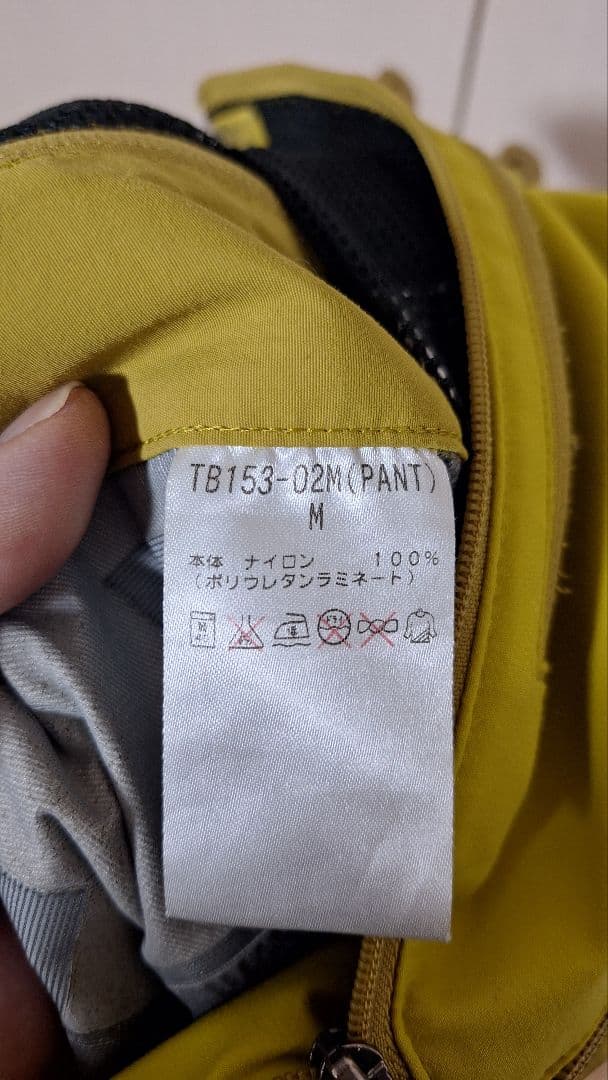 TB153-02M(PANT)
M
本体 ナイロン 100%
(ポリウレタンラミネート)